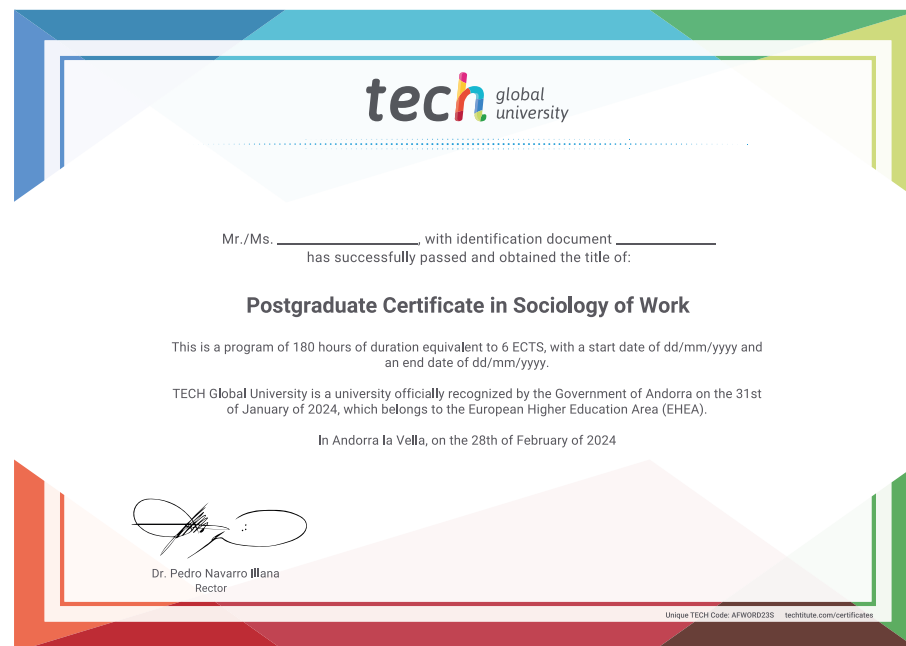 tech global university
Mr./Ms. ________________, with identification document ___________
has successfully passed and obtained the title of:
Postgraduate Certificate in Sociology of Work
This is a program of 180 hours of duration equivalent to 6 ECTS, with a start date of dd/mm/yyyy and
an end date of dd/mm/yyyy.
TECH Global University is a university officially recognized by the Government of Andorra on the 31st
of January of 2024, which belongs to the European Higher Education Area (EHEA).
In Andorra la Vella, on the 28th of February of 2024
Dr. Pedro Navarro Illana
Rector
Unique TECH Code: AFWORD23S techtitute.com/certificates